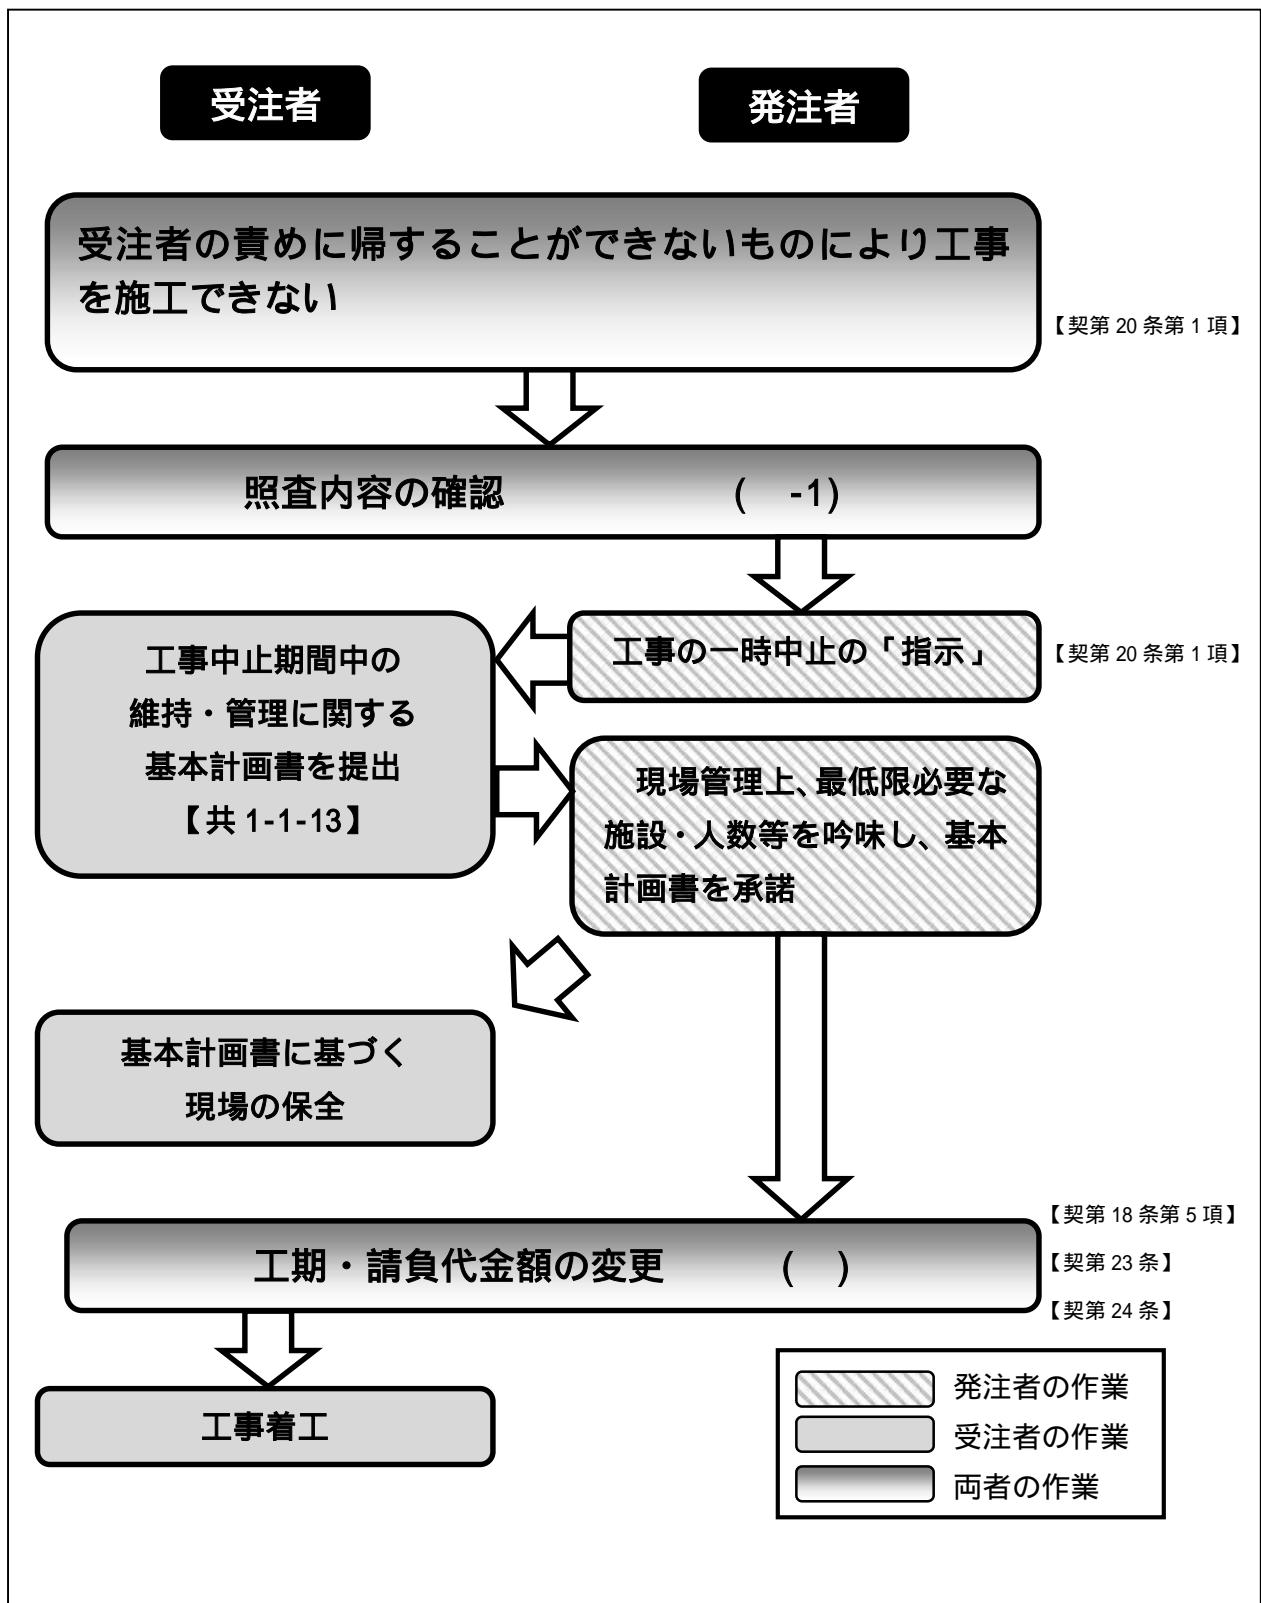 受注者
発注者
受注者の責めに帰することができないものにより工事
を施工できない
【契第 20 条第 1 項】
照査内容の確認 ( -1)
工事の一時中止の「指示」
【契第 20 条第 1 項】
工事中止期間中の
維持・管理に関する
基本計画書を提出
【共 1-1-13】
現場管理上、最低限必要な
施設・人数等を吟味し、基本
計画書を承諾
基本計画書に基づく
現場の保全
【契第 18 条第 5 項】
工期・請負代金額の変更 ( )
【契第 23 条】
【契第 24 条】
工事着工
発注者の作業
受注者の作業
両者の作業